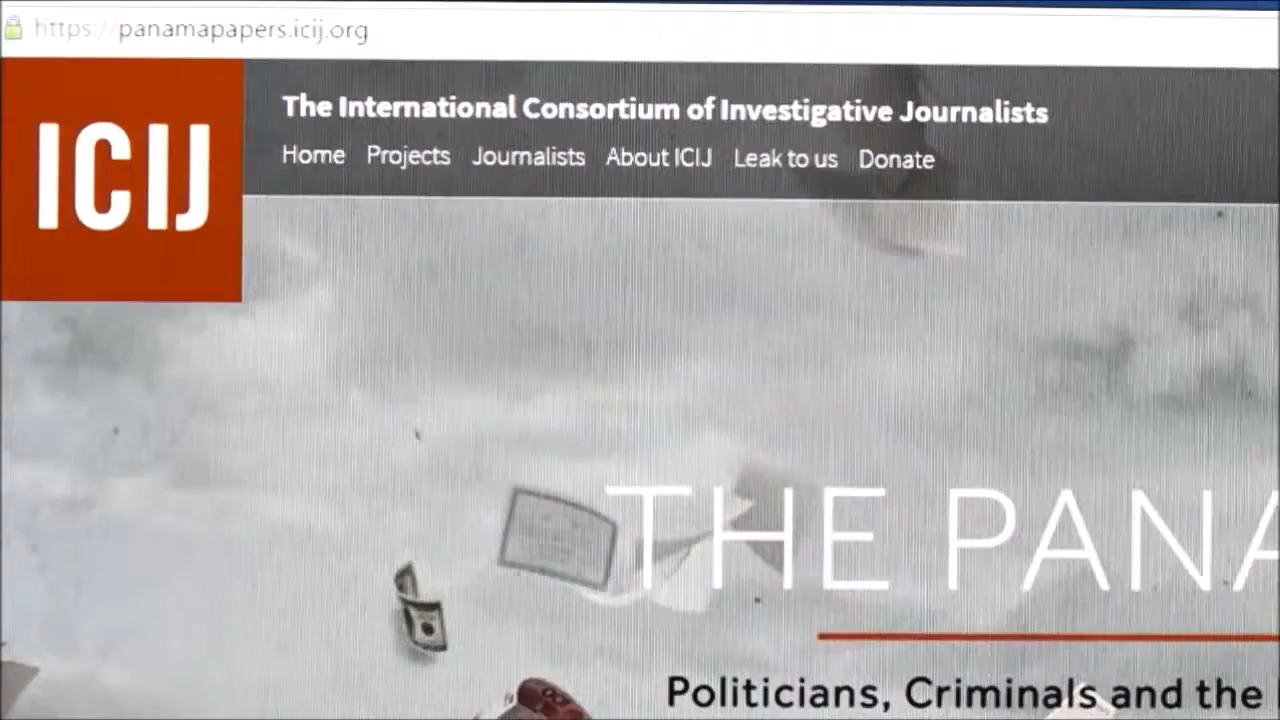 https://panamapapers.icij.org
ICIJ
The International Consortium of Investigative Journalists
Home Projects Journalists About ICIJ Leak to us Donate
THE PANA
Politicians, Criminals and the